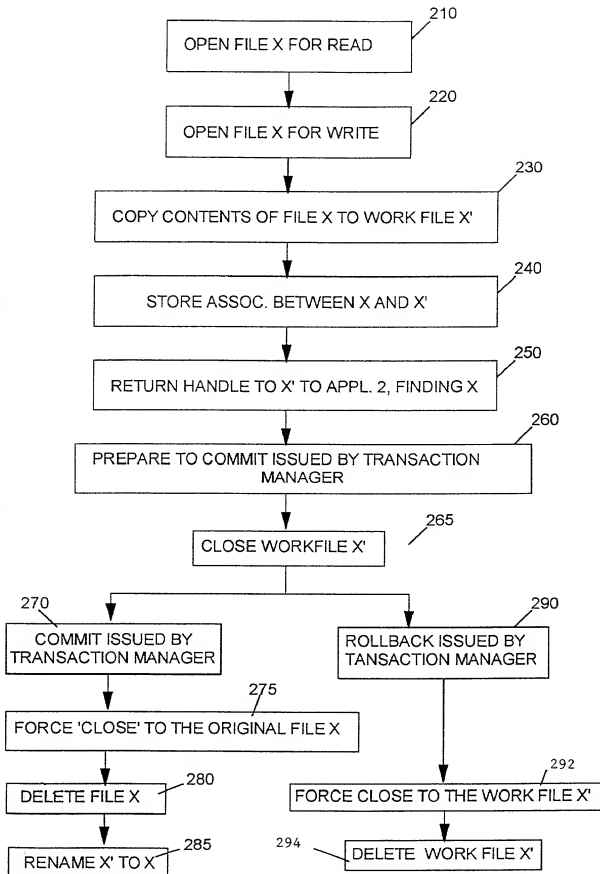 210
OPEN FILE X FOR READ
220
OPEN FILE X FOR WRITE
230
COPY CONTENTS OF FILE X TO WORK FILE X'
240
STORE ASSOC. BETWEEN X AND X'
250
RETURN HANDLE TO X' TO APPL. 2, FINDING X
260
PREPARE TO COMMIT ISSUED BY TRANSACTION
MANAGER
265
CLOSE WORKFILE X'
270
COMMIT ISSUED BY
TRANSACTION MANAGER
290
ROLLBACK ISSUED BY
TANSACTION MANAGER
275
FORCE 'CLOSE' TO THE ORIGINAL FILE X
280
DELETE FILE X
292
FORCE CLOSE TO THE WORK FILE X'
285
RENAME X' TO X
294
DELETE WORK FILE X'